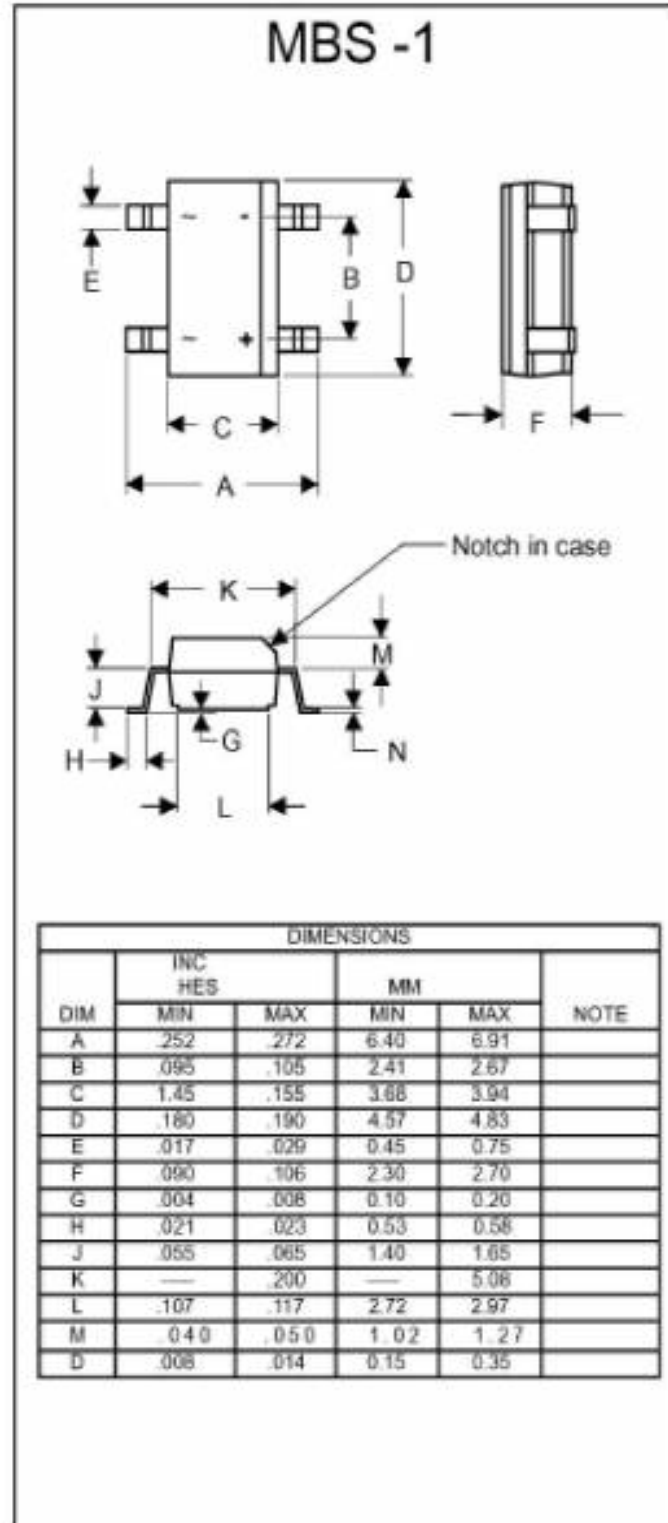 MBS -1
~ -
E B D
~ +
C F
A
Notch in case
K
M
J
G N
H
L
DIMENSIONS
INC
HES MM
DIM MIN MAX MIN MAX NOTE
A .252 .272 6.40 6.91
B .095 .105 2.41 2.67
C 1.45 .155 3.68 3.94
D .180 .190 4.57 4.83
E .017 .029 0.45 0.75
F .090 .106 2.30 2.70
G .004 .008 0.10 0.20
H .021 .023 0.53 0.58
J .055 .065 1.40 1.65
K ---- .200 ---- 5.08
L .107 .117 2.72 2.97
M .040 .050 1.02 1.27
D .008 .014 0.15 0.35